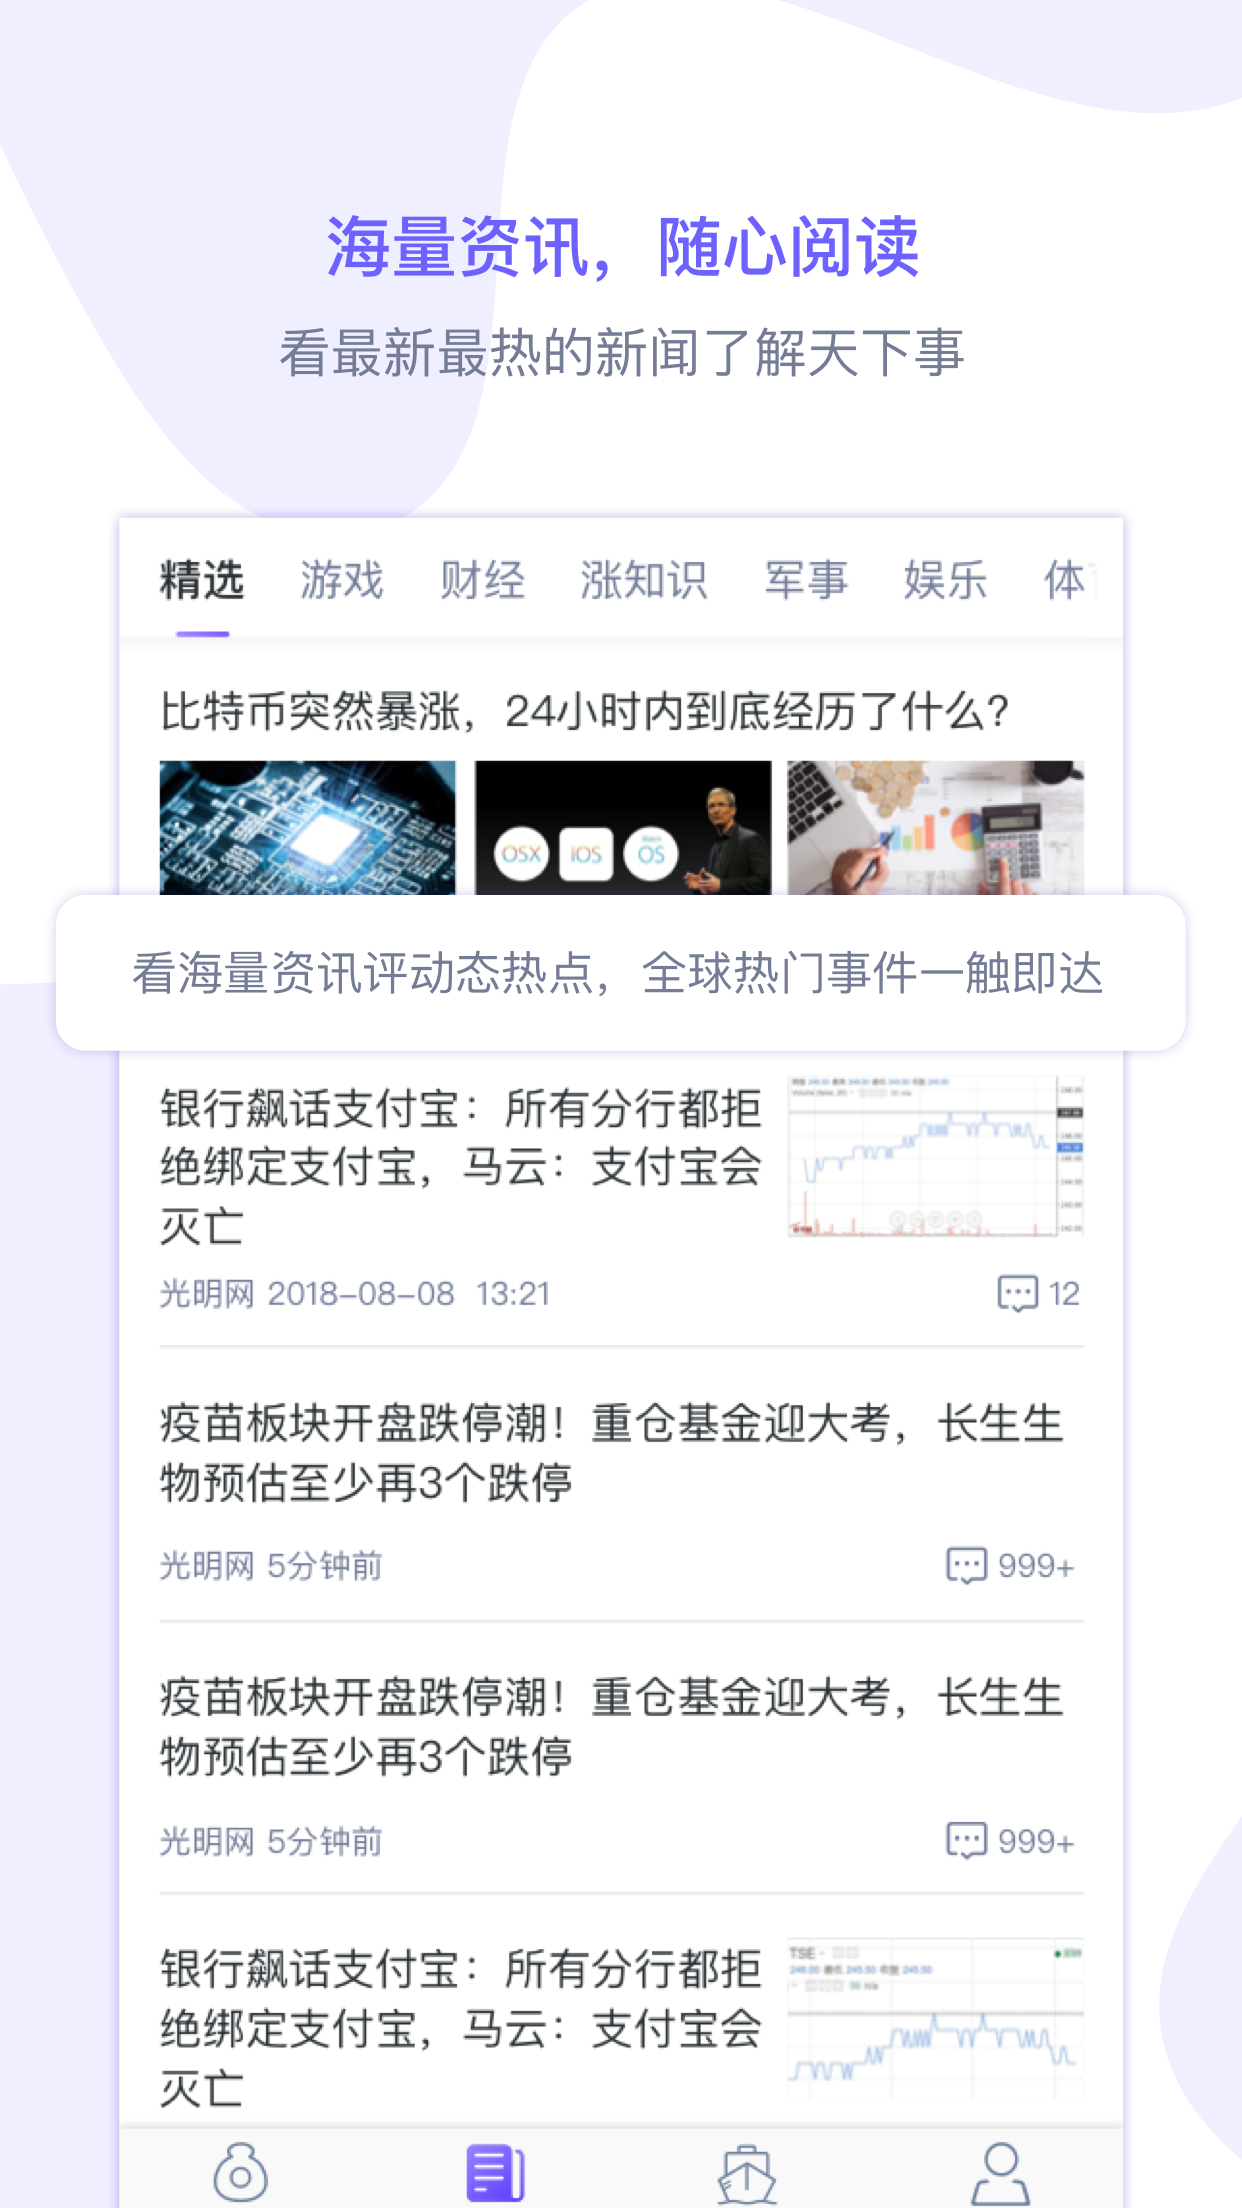 海量资讯，随心阅读
看最新最热的新闻了解天下事
精选 游戏 财经 涨知识 军事 娱乐 体
比特币突然暴涨，24小时内到底经历了什么？
OSX iOS Watch OS
看海量资讯评动态热点，全球热门事件一触即达
银行飙话支付宝：所有分行都拒
绝绑定支付宝，马云：支付宝会
灭亡
光明网 2018-08-08 13:21
12
疫苗板块开盘跌停潮！重仓基金迎大考，长生生
物预估至少再3个跌停
光明网 5分钟前
999+
疫苗板块开盘跌停潮！重仓基金迎大考，长生生
物预估至少再3个跌停
光明网 5分钟前
999+
银行飙话支付宝：所有分行都拒
绝绑定支付宝，马云：支付宝会
灭亡
TSE
246.00 最低 245.50 收盘 245.50